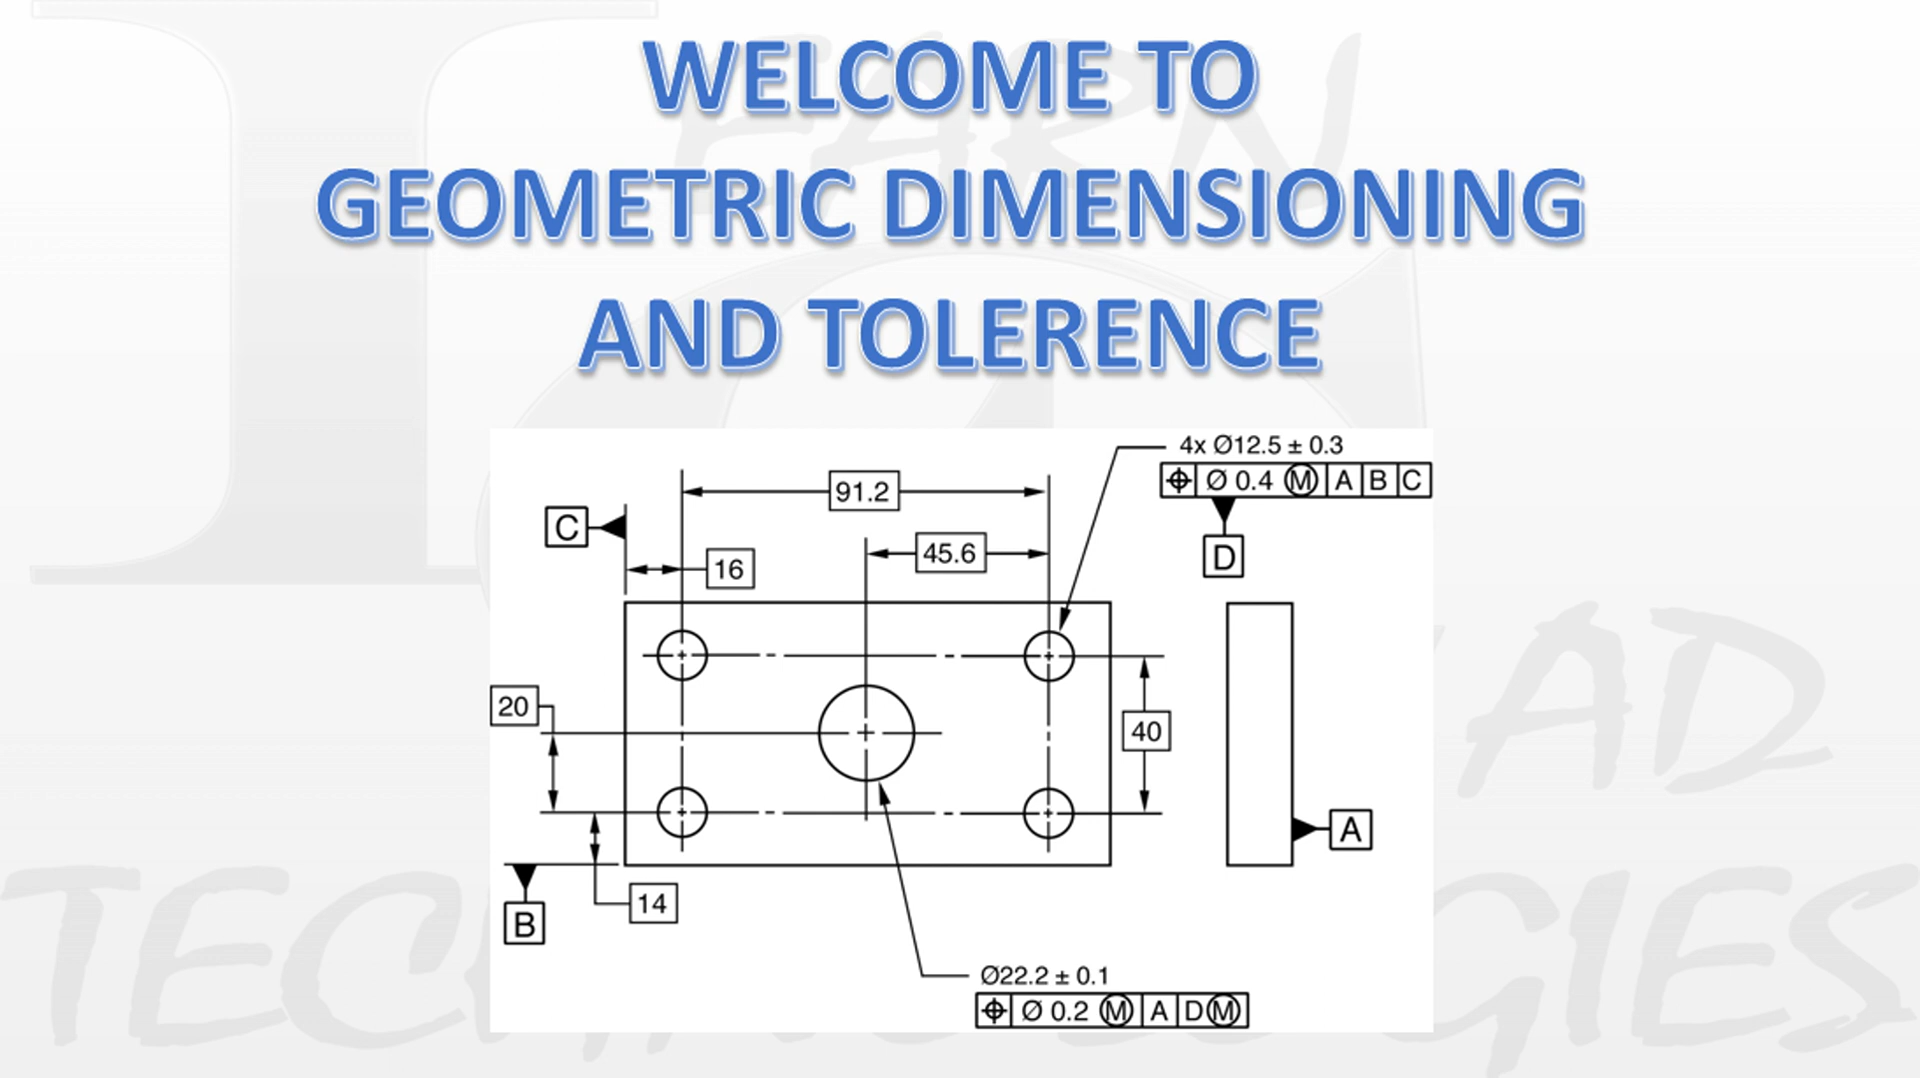 WELCOME TO
GEOMETRIC DIMENSIONING
AND TOLERENCE
4x Ø12.5 ± 0.3
⌖ Ø 0.4 Ⓜ A B C
91.2
C
45.6
D
16
20
40
A
14
B
Ø22.2 ± 0.1
⌖ Ø 0.2 Ⓜ A D Ⓜ